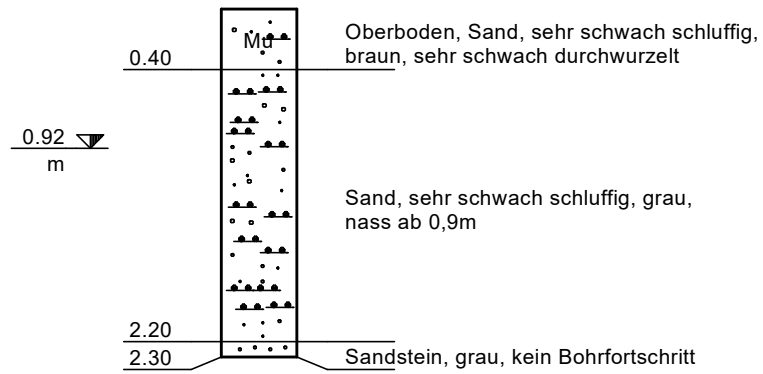 Mu
Oberboden, Sand, sehr schwach schluffig,
braun, sehr schwach durchwurzelt
0.40
0.92
m
Sand, sehr schwach schluffig, grau,
nass ab 0,9m
2.20
2.30
Sandstein, grau, kein Bohrfortschritt